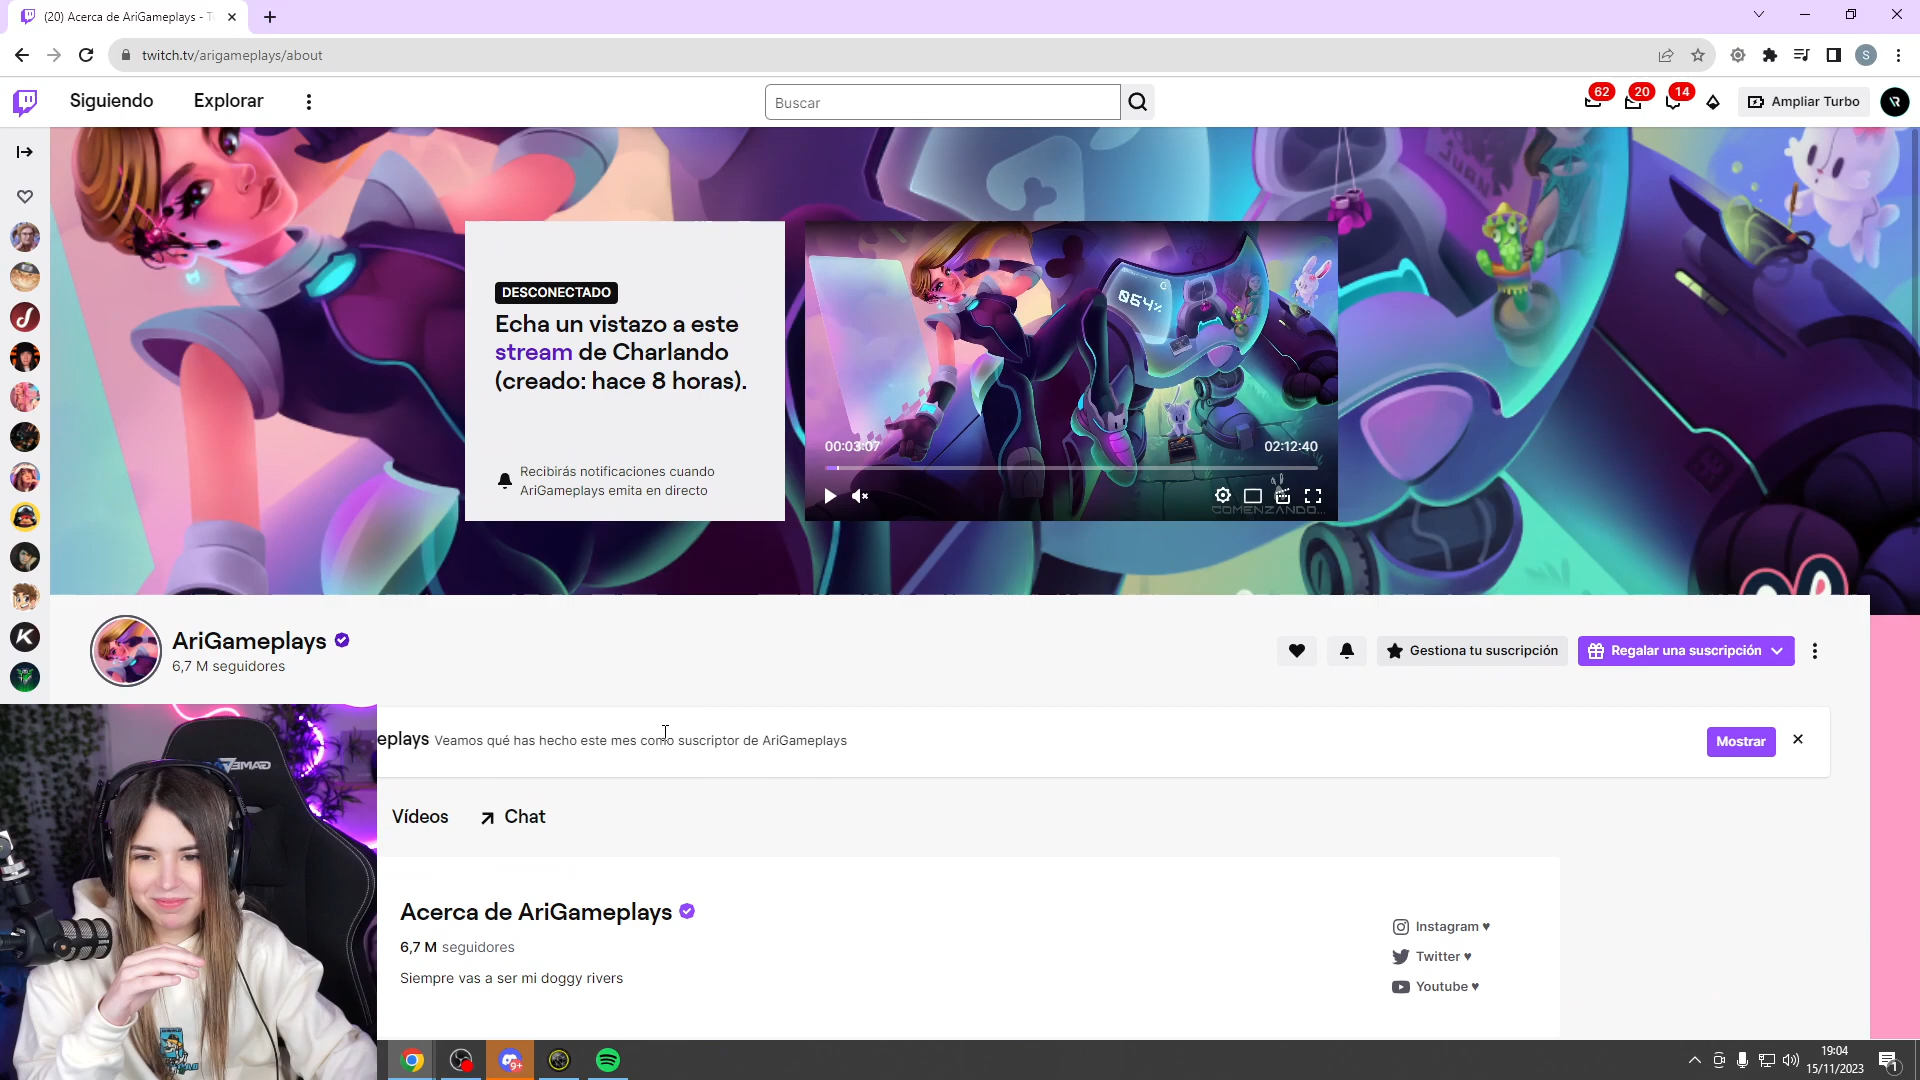 (20) Acerca de AriGameplays - T
twitch.tv/arigameplays/about
S
Siguiendo
Explorar
Buscar
62
20
14
Ampliar Turbo
DESCONECTADO
Echa un vistazo a este
stream de Charlando
(creado: hace 8 horas).
Recibirás notificaciones cuando
AriGameplays emita en directo
064%
00:03:07
02:12:40
COMENZANDO...
AriGameplays
6,7 M seguidores
Gestiona tu suscripción
Regalar una suscripción
eplays Veamos qué has hecho este mes como suscriptor de AriGameplays
Mostrar
Vídeos
Chat
Acerca de AriGameplays
6,7 M seguidores
Siempre vas a ser mi doggy rivers
Instagram ♥
Twitter ♥
Youtube ♥
9+
19:04
15/11/2023
1